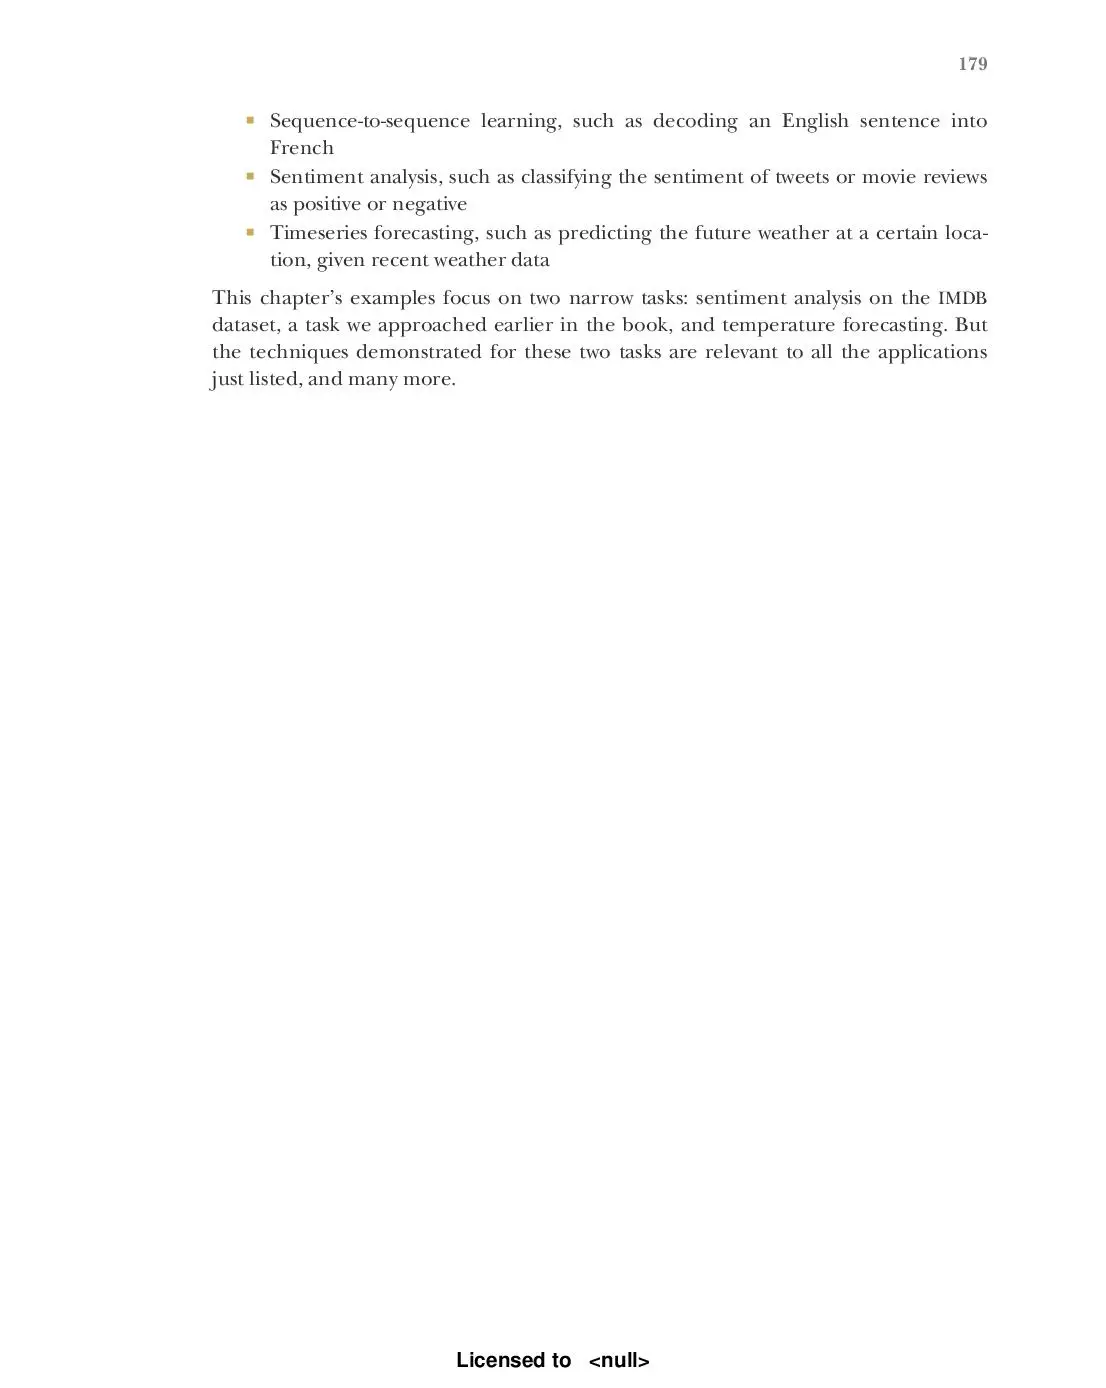 179
▪ Sequence-to-sequence learning, such as decoding an English sentence into
French
▪ Sentiment analysis, such as classifying the sentiment of tweets or movie reviews
as positive or negative
▪ Timeseries forecasting, such as predicting the future weather at a certain loca-
tion, given recent weather data
This chapter’s examples focus on two narrow tasks: sentiment analysis on the IMDB
dataset, a task we approached earlier in the book, and temperature forecasting. But
the techniques demonstrated for these two tasks are relevant to all the applications
just listed, and many more.
Licensed to <null>